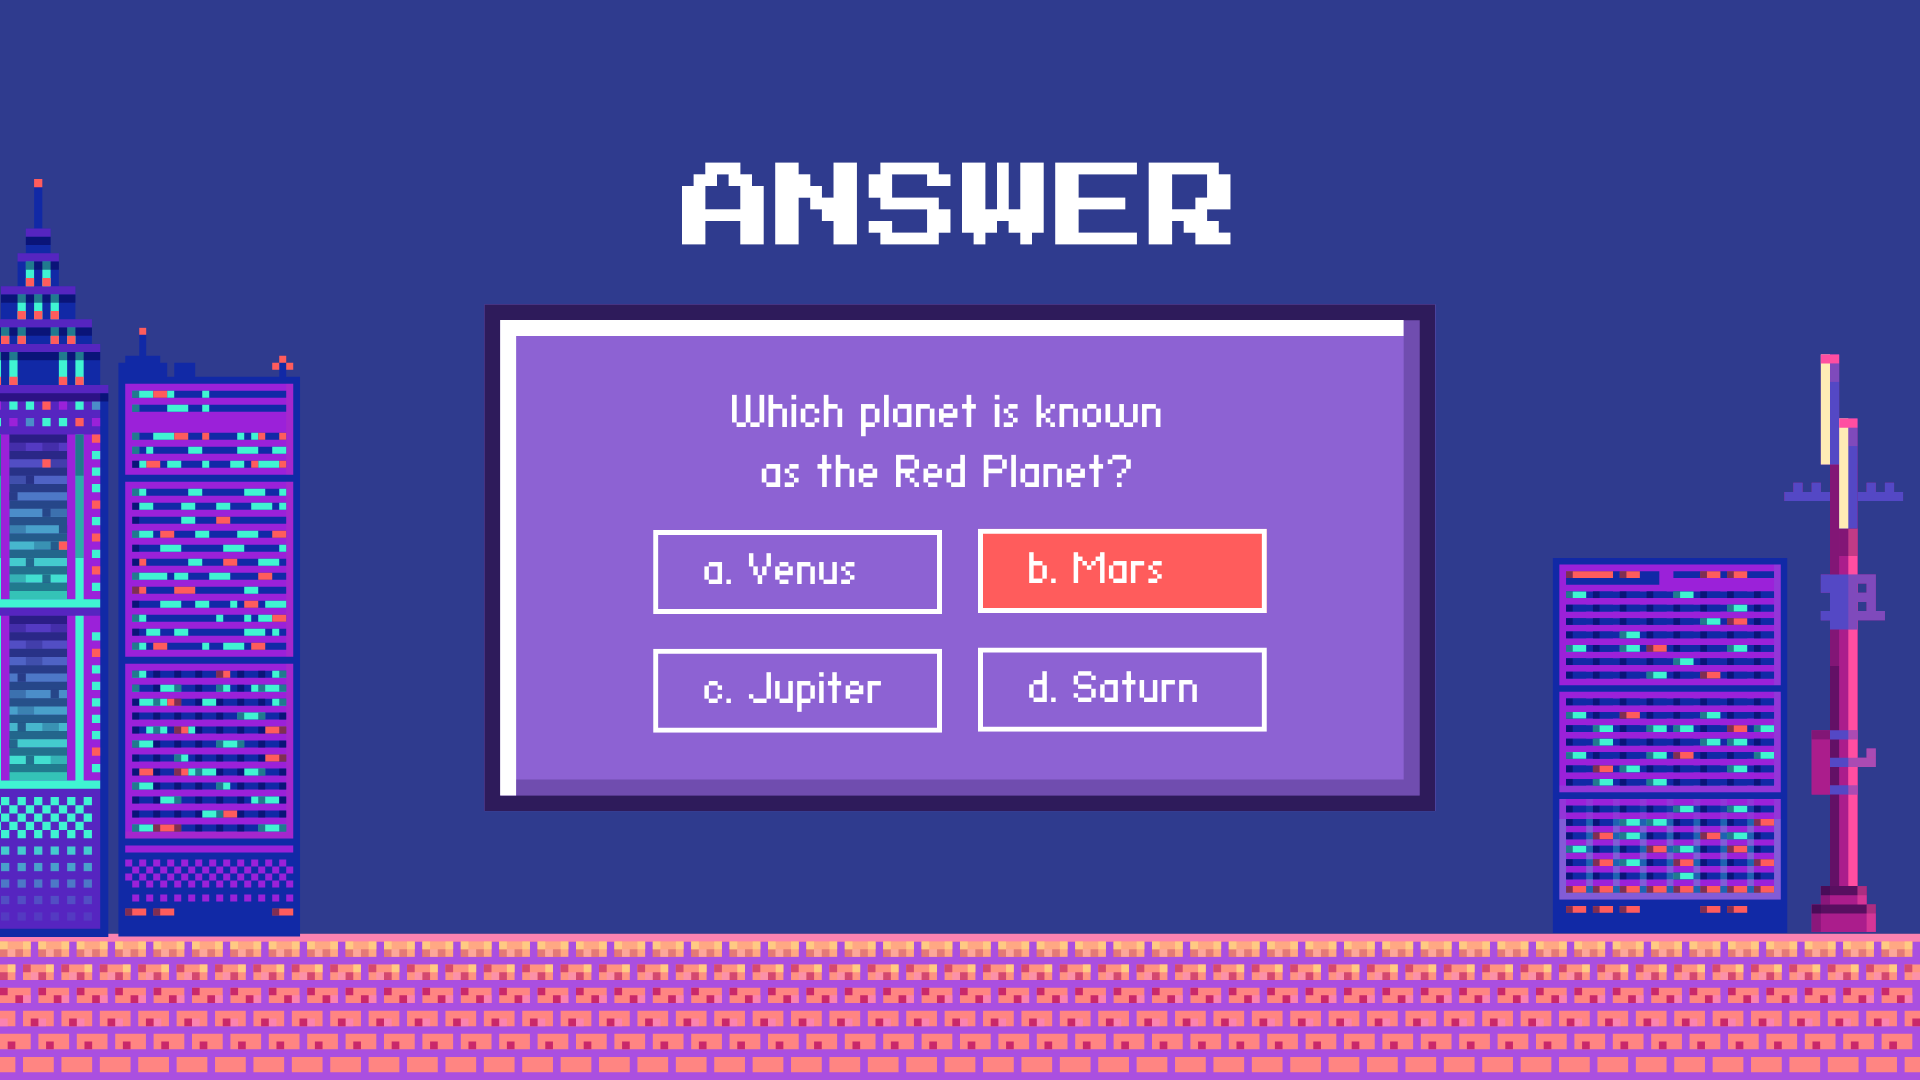 ANSWER
Which planet is known
as the Red Planet?
a. Venus
b. Mars
c. Jupiter
d. Saturn